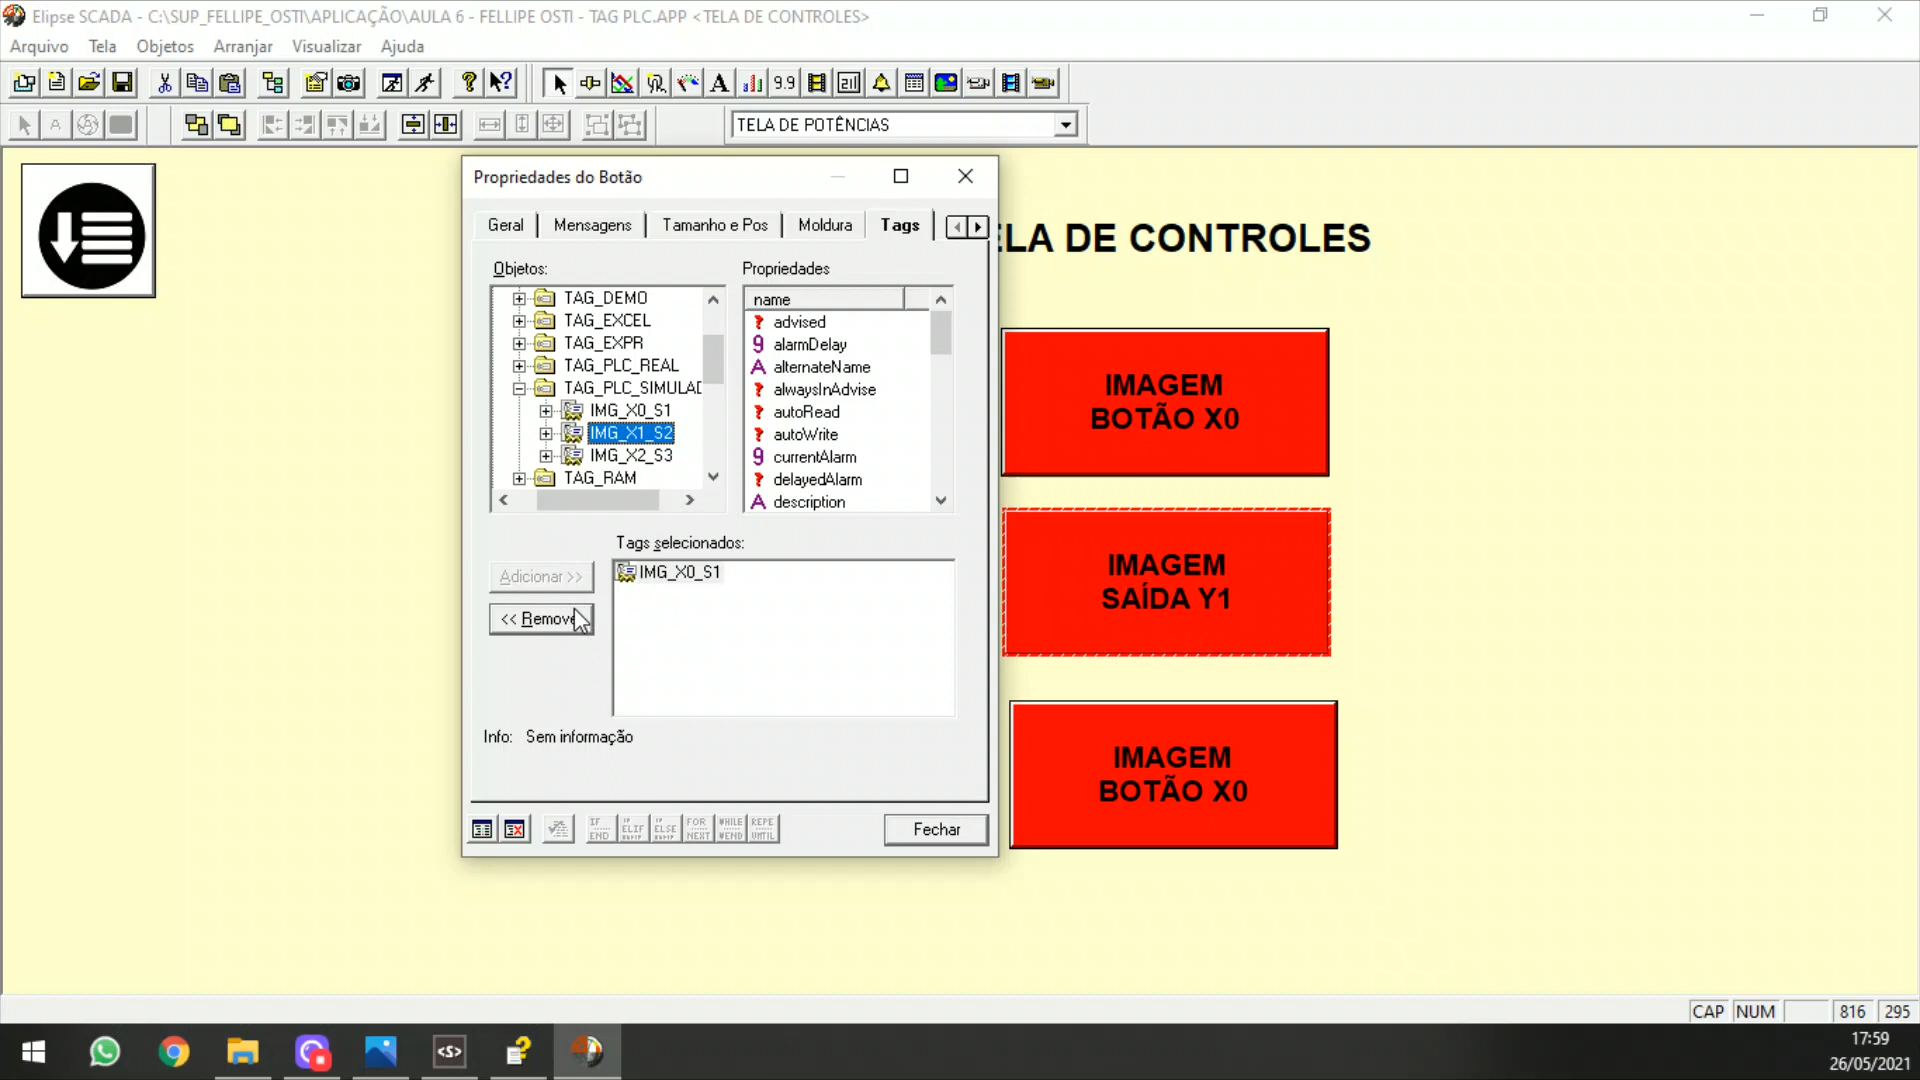 Elipse SCADA - C:\SUP_FELLIPE_OSTI\APLICAÇÃO\AULA 6 - FELLIPE OSTI - TAG PLC.APP <TELA DE CONTROLES>
Arquivo Tela Objetos Arranjar Visualizar Ajuda
TELA DE POTÊNCIAS
Propriedades do Botão
Geral Mensagens Tamanho e Pos Moldura Tags
ELA DE CONTROLES
Objetos:
TAG_DEMO
TAG_EXCEL
TAG_EXPR
TAG_PLC_REAL
TAG_PLC_SIMULAD
IMG_X0_S1
IMG_X1_S2
IMG_X2_S3
TAG_RAM
Propriedades
name
advised
alarmDelay
alternateName
alwaysInAdvise
autoRead
autoWrite
currentAlarm
delayedAlarm
description
Tags selecionados:
IMG_X0_S1
Adicionar >>
<< Remove
Info: Sem informação
Fechar
IMAGEM
BOTÃO X0
IMAGEM
SAÍDA Y1
IMAGEM
BOTÃO X0
CAP NUM 816 295
17:59
26/05/2021